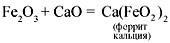 Fe₂O₃ + CaO = Ca(FeO₂)₂
(феррит
кальция)